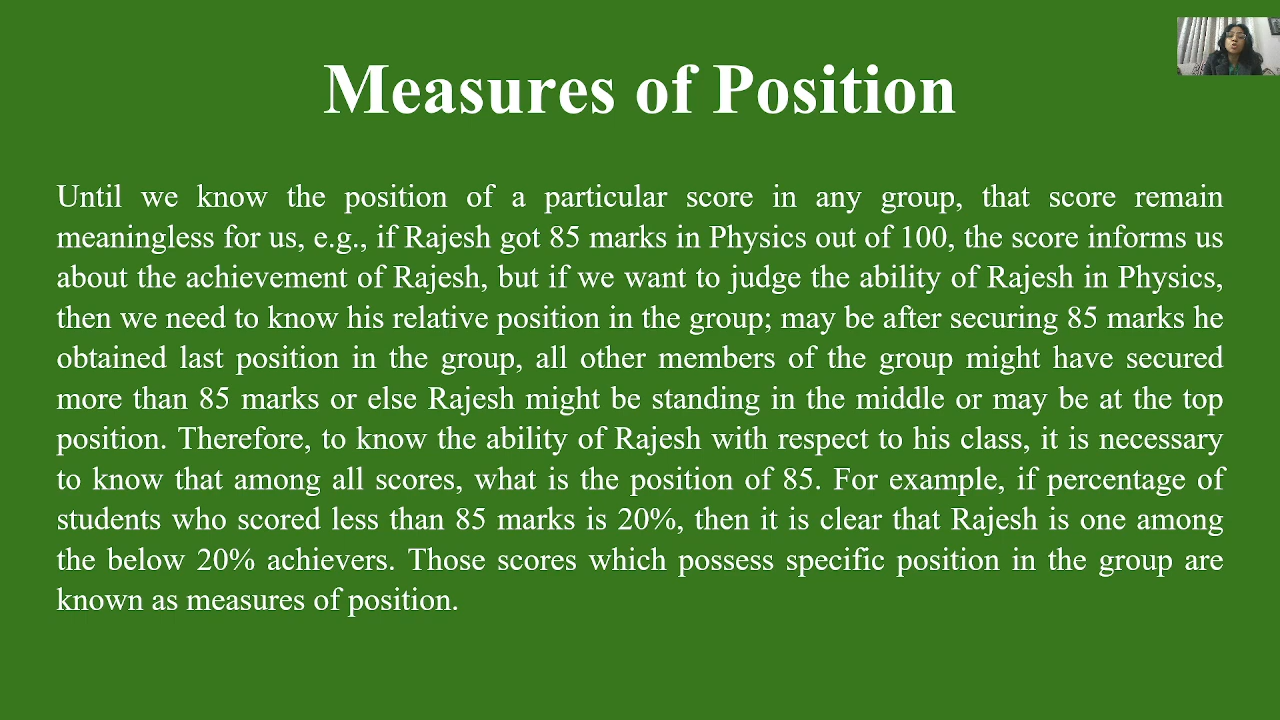 Measures of Position
Until we know the position of a particular score in any group, that score remain
meaningless for us, e.g., if Rajesh got 85 marks in Physics out of 100, the score informs us
about the achievement of Rajesh, but if we want to judge the ability of Rajesh in Physics,
then we need to know his relative position in the group; may be after securing 85 marks he
obtained last position in the group, all other members of the group might have secured
more than 85 marks or else Rajesh might be standing in the middle or may be at the top
position. Therefore, to know the ability of Rajesh with respect to his class, it is necessary
to know that among all scores, what is the position of 85. For example, if percentage of
students who scored less than 85 marks is 20%, then it is clear that Rajesh is one among
the below 20% achievers. Those scores which possess specific position in the group are
known as measures of position.